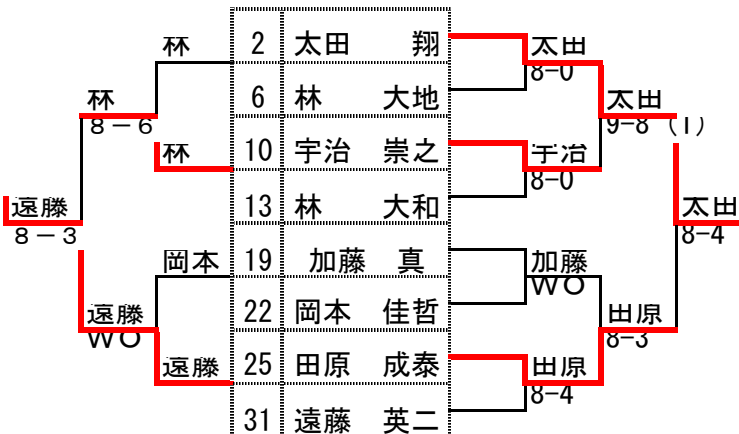 林 2 太田 翔 太田
8-0
林 6 林 大地 太田
8－6 9-8 (1)
林 10 宇治 崇之 宇治
8-0
遠藤 13 林 大和 太田
8－3 8-4
岡本 19 加藤 真 加藤
WO
遠藤 22 岡本 佳哲 田原
WO 8-3
遠藤 25 田原 成泰 田原
8-4
31 遠藤 英二